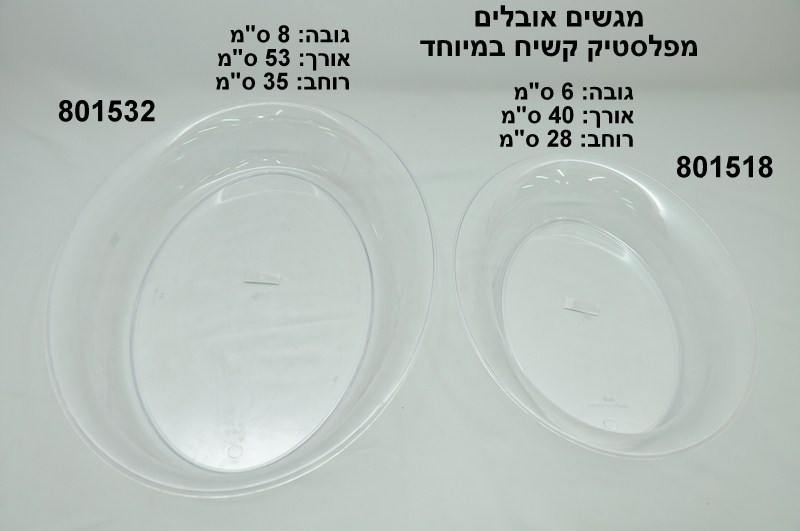 מגשים אובלים
מפלסטיק קשיח במיוחד
גובה: 8 ס"מ
אורך: 53 ס"מ
רוחב: 35 ס"מ
801532
גובה: 6 ס"מ
אורך: 40 ס"מ
רוחב: 28 ס"מ
801518